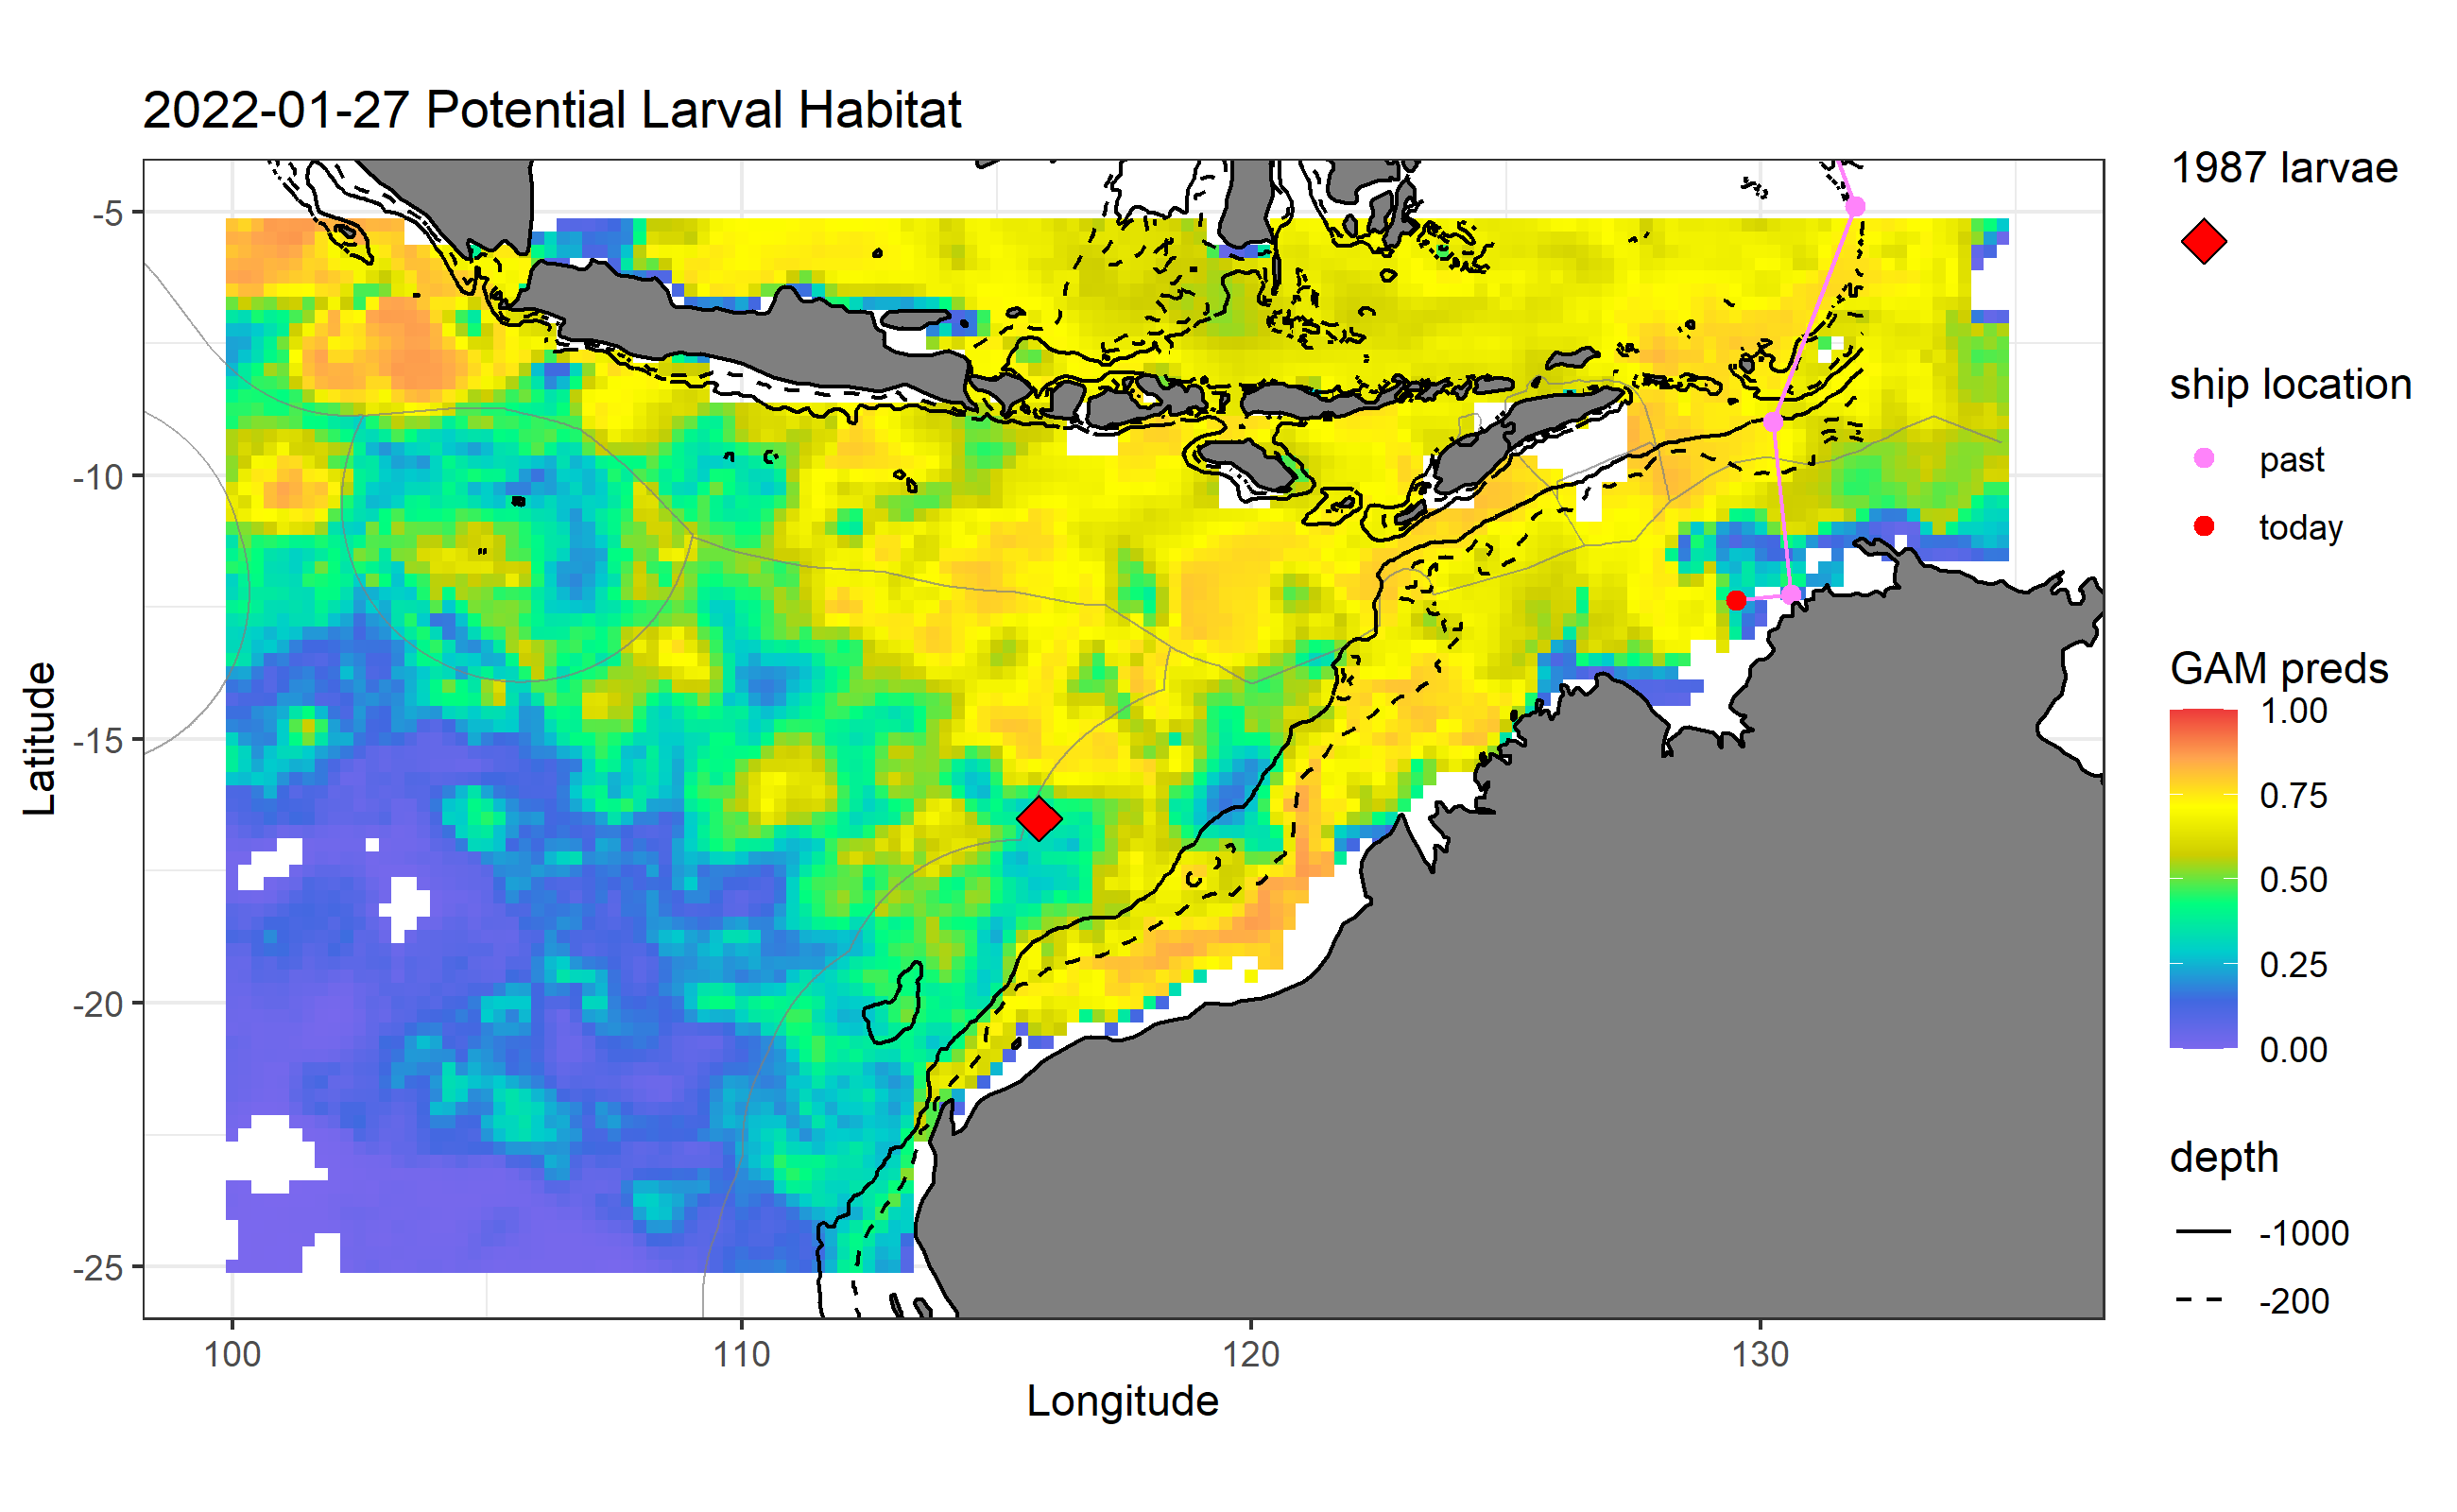 2022-01-27 Potential Larval Habitat
Latitude
-5
-10
-15
-20
-25
100
110
120
130
Longitude
1987 larvae
ship location
past
today
GAM preds
1.00
0.75
0.50
0.25
0.00
depth
-1000
-200